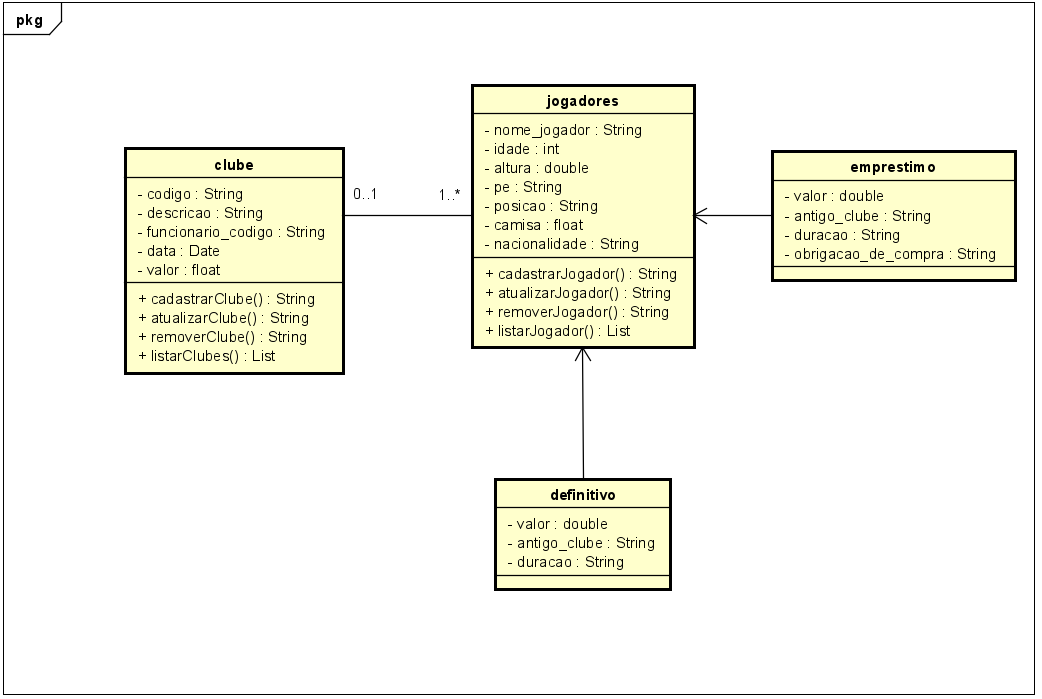 pkg
clube
- codigo : String
- descricao : String
- funcionario_codigo : String
- data : Date
- valor : float
+ cadastrarClube() : String
+ atualizarClube() : String
+ removerClube() : String
+ listarClubes() : List
0..1
1..*
jogadores
- nome_jogador : String
- idade : int
- altura : double
- pe : String
- posicao : String
- camisa : float
- nacionalidade : String
+ cadastrarJogador() : String
+ atualizarJogador() : String
+ removerJogador() : String
+ listarJogador() : List
emprestimo
- valor : double
- antigo_clube : String
- duracao : String
- obrigacao_de_compra : String
definitivo
- valor : double
- antigo_clube : String
- duracao : String